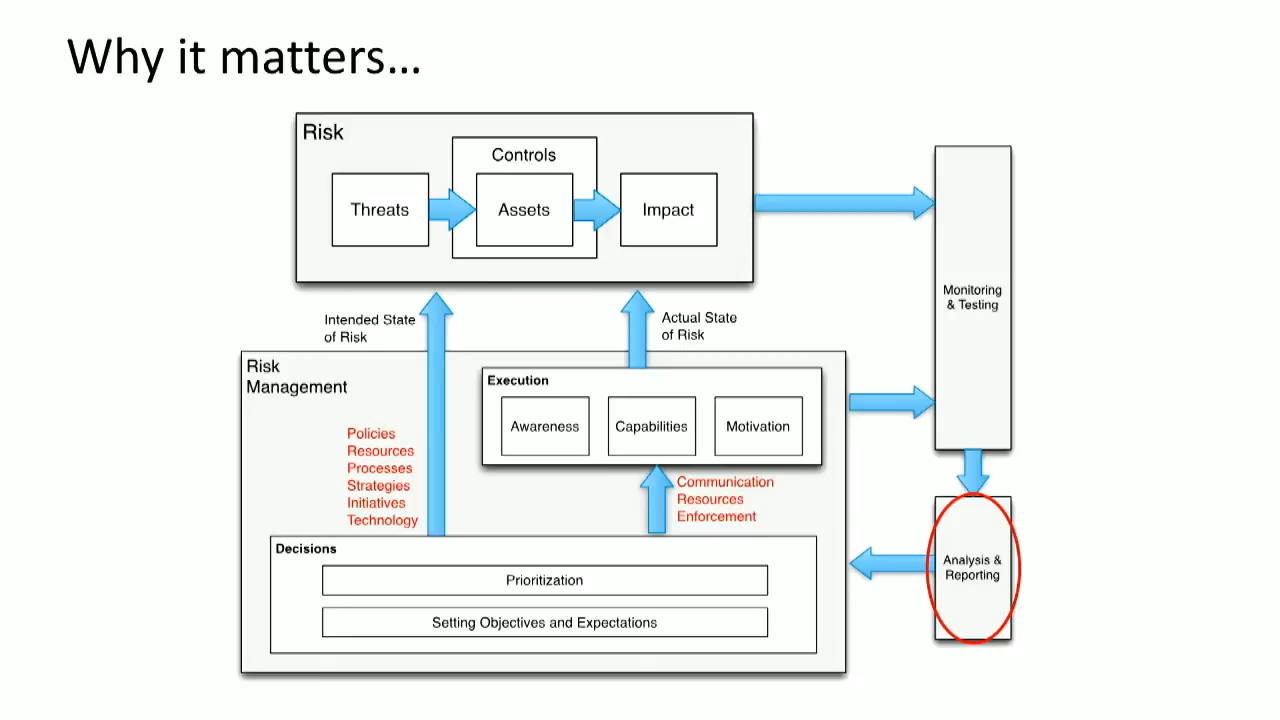 Why it matters...
Risk
Controls
Threats
Assets
Impact
Monitoring
& Testing
Intended State
of Risk
Actual State
of Risk
Risk
Management
Execution
Awareness
Capabilities
Motivation
Policies
Resources
Processes
Strategies
Initiatives
Technology
Communication
Resources
Enforcement
Decisions
Prioritization
Setting Objectives and Expectations
Analysis &
Reporting